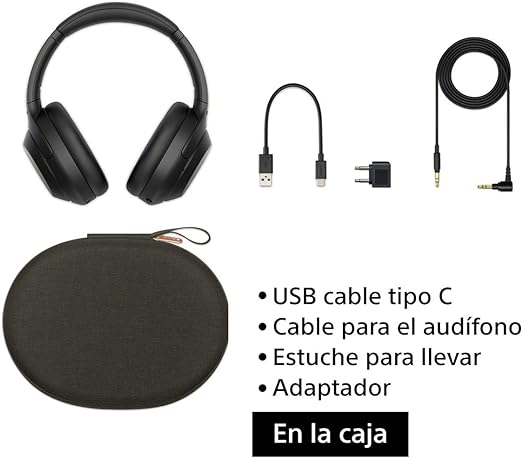 • USB cable tipo C
• Cable para el audífono
• Estuche para llevar
• Adaptador
En la caja